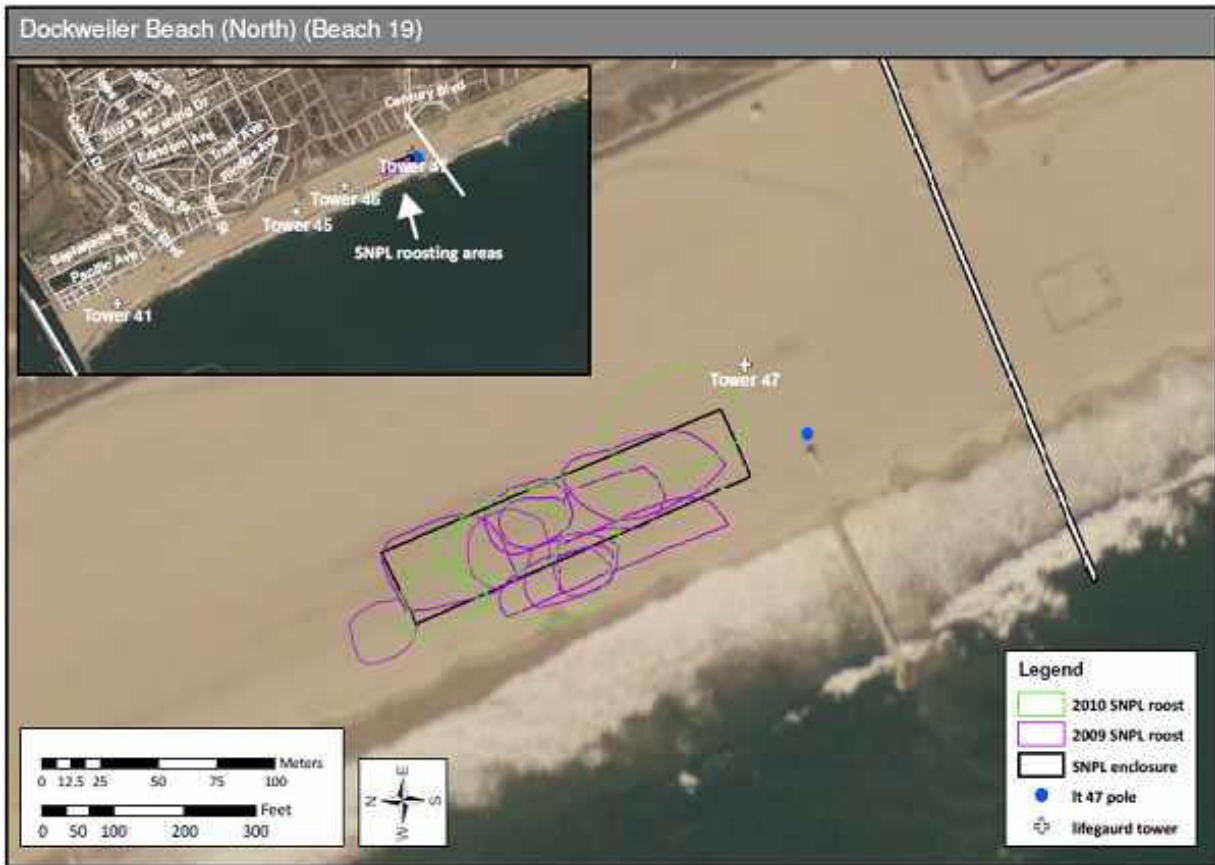 Dockweiler Beach (North) (Beach 19)
Century Blvd
Pershing Dr
Pacific Ave
Tower 46
Tower 45
SNPL roosting areas
Tower 41
Tower 47
Legend
2010 SNPL roost
2009 SNPL roost
SNPL enclosure
lt 47 pole
lifegaurd tower
Meters
0 12.5 25 50 75 100
Feet
0 50 100 200 300
E
N S
W